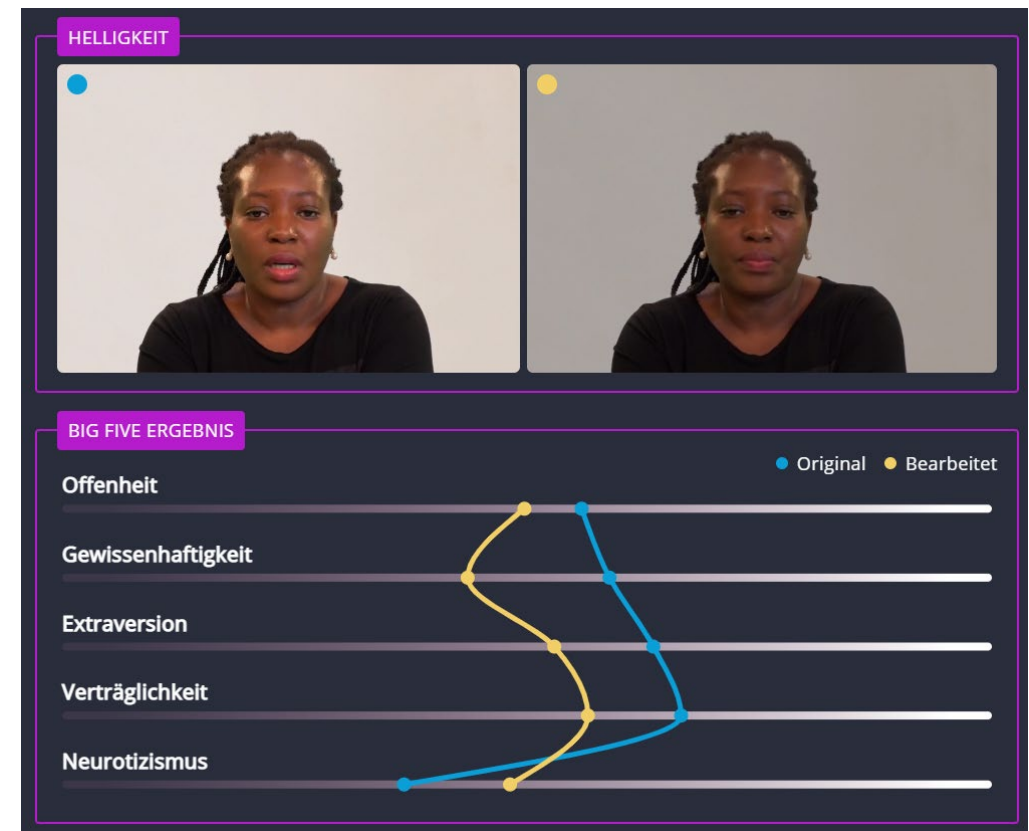 HELLIGKEIT
BIG FIVE ERGEBNIS
Original Bearbeitet
Offenheit
Gewissenhaftigkeit
Extraversion
Verträglichkeit
Neurotizismus